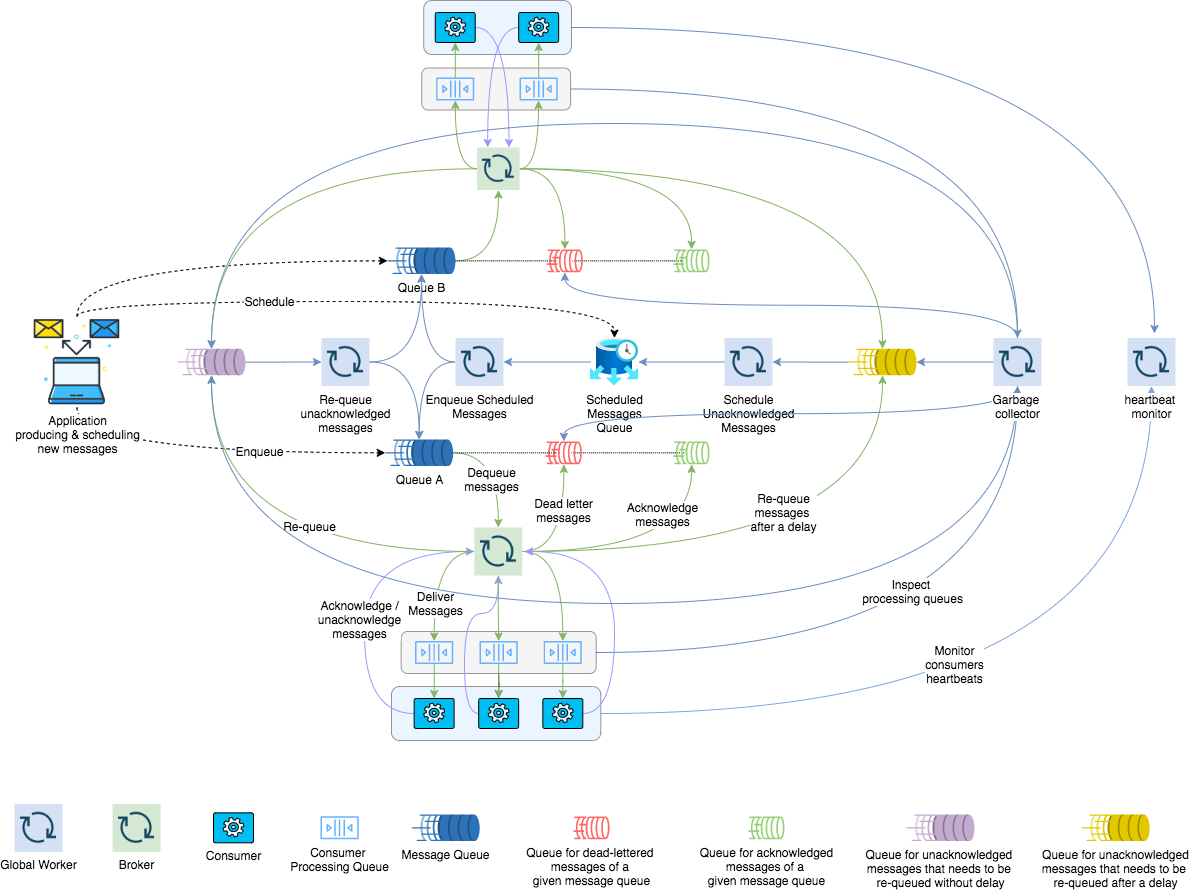 Queue B
Schedule
Application
producing & scheduling
new messages
Re-queue
unacknowledged
messages
Enqueue Scheduled
Messages
Scheduled
Messages
Queue
Schedule
Unacknowledged
Messages
Garbage
collector
heartbeat
monitor
Enqueue
Queue A
Dequeue
messages
Dead letter
messages
Acknowledge
messages
Re-queue
messages
after a delay
Re-queue
Acknowledge /
unacknowledge
messages
Deliver
Messages
Inspect
processing queues
Monitor
consumers
heartbeats
Global Worker
Broker
Consumer
Consumer
Processing Queue
Message Queue
Queue for dead-lettered
messages of a
given message queue
Queue for acknowledged
messages of a
given message queue
Queue for unacknowledged
messages that needs to be
re-queued without delay
Queue for unacknowledged
messages that needs to be
re-queued after a delay